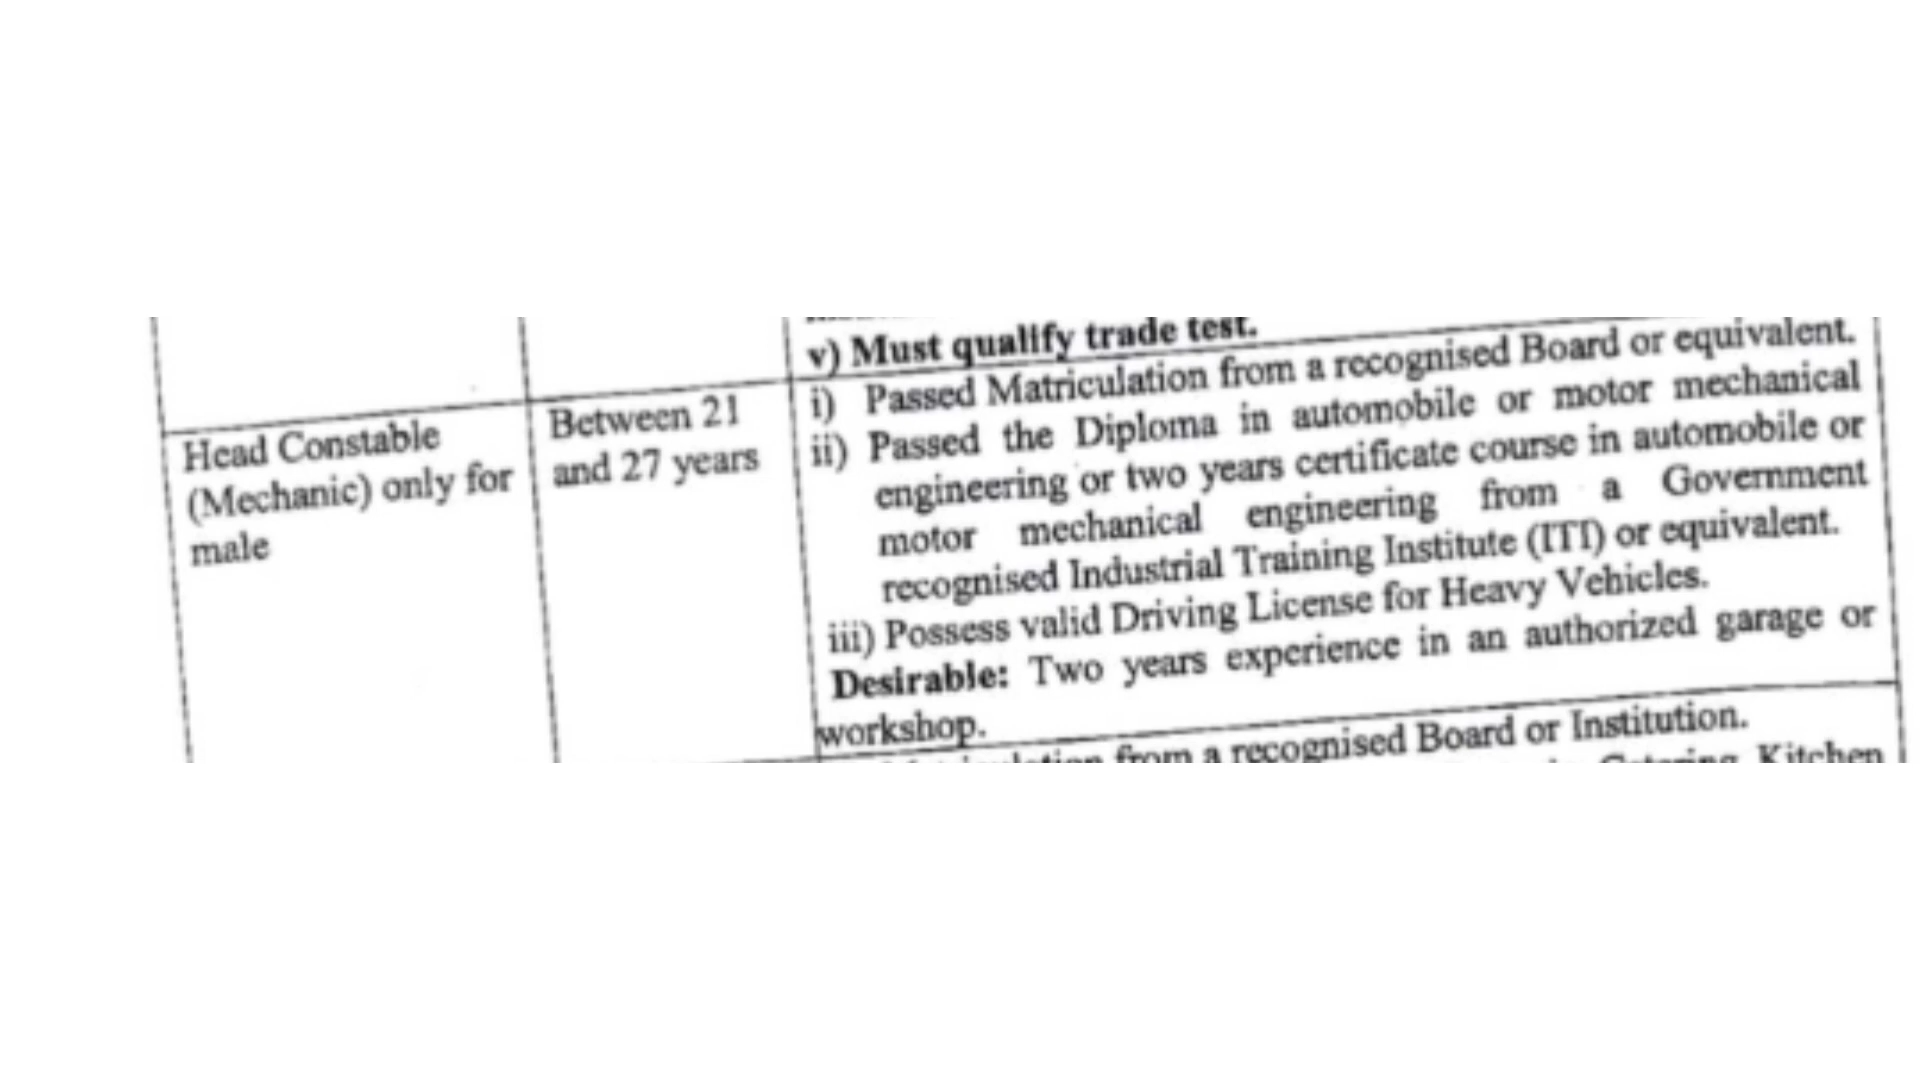 v) Must qualify trade test.
Head Constable
(Mechanic) only for
male
Between 21
and 27 years
i) Passed Matriculation from a recognised Board or equivalent.
ii) Passed the Diploma in automobile or motor mechanical
engineering or two years certificate course in automobile or
motor mechanical engineering from a Government
recognised Industrial Training Institute (ITI) or equivalent.
iii) Possess valid Driving License for Heavy Vehicles.
Desirable: Two years experience in an authorized garage or
workshop.
from a recognised Board or Institution.
Catering Kitchen